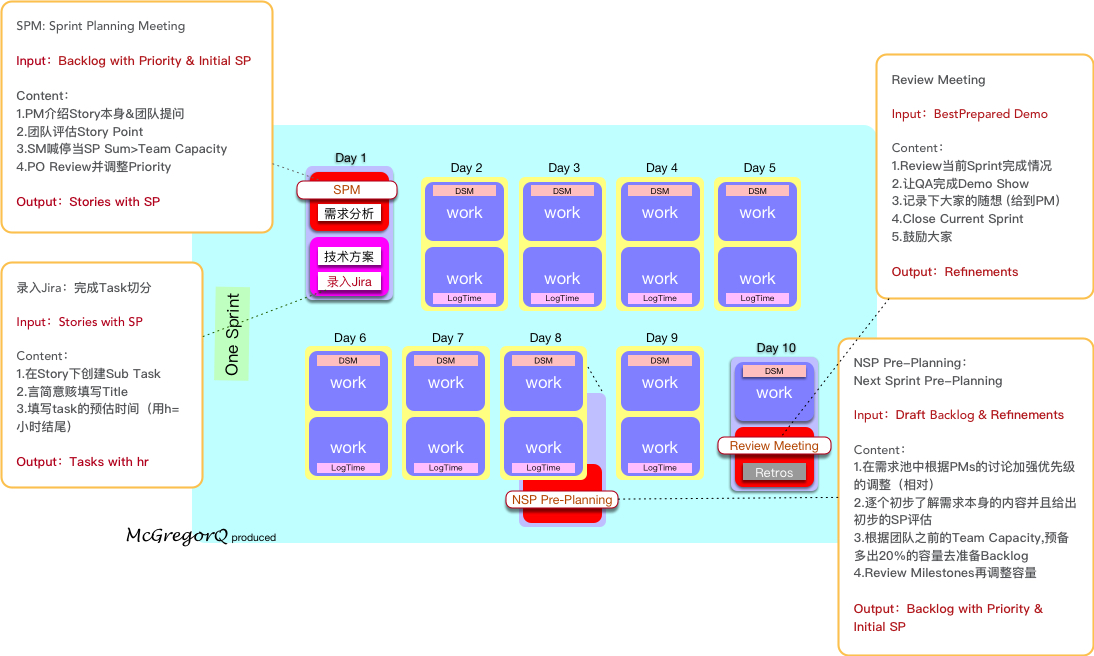 SPM: Sprint Planning Meeting
Input：Backlog with Priority & Initial SP
Content：
1.PM介绍Story本身&团队提问
2.团队评估Story Point
3.SM喊停当SP Sum>Team Capacity
4.PO Review并调整Priority
Output：Stories with SP
录入Jira：完成Task切分
Input：Stories with SP
Content：
1.在Story下创建Sub Task
2.言简意赅填写Title
3.填写task的预估时间（用h=
小时结尾）
Output：Tasks with hr
One Sprint
Day 1
SPM
需求分析
技术方案
录入Jira
Day 2
DSM
work
work
LogTime
Day 3
DSM
work
work
LogTime
Day 4
DSM
work
work
LogTime
Day 5
DSM
work
work
LogTime
Day 6
DSM
work
work
LogTime
Day 7
DSM
work
work
LogTime
Day 8
DSM
work
work
LogTime
NSP Pre-Planning
Day 9
DSM
work
work
LogTime
Day 10
DSM
work
Review Meeting
Retros
Review Meeting
Input：BestPrepared Demo
Content：
1.Review当前Sprint完成情况
2.让QA完成Demo Show
3.记录下大家的随想 (给到PM)
4.Close Current Sprint
5.鼓励大家
Output：Refinements
NSP Pre-Planning：
Next Sprint Pre-Planning
Input：Draft Backlog & Refinements
Content：
1.在需求池中根据PMs的讨论加强优先级
的调整（相对）
2.逐个初步了解需求本身的内容并且给出
初步的SP评估
3.根据团队之前的Team Capacity,预备
多出20%的容量去准备Backlog
4.Review Milestones再调整容量
Output：Backlog with Priority &
Initial SP
McGregorQ produced